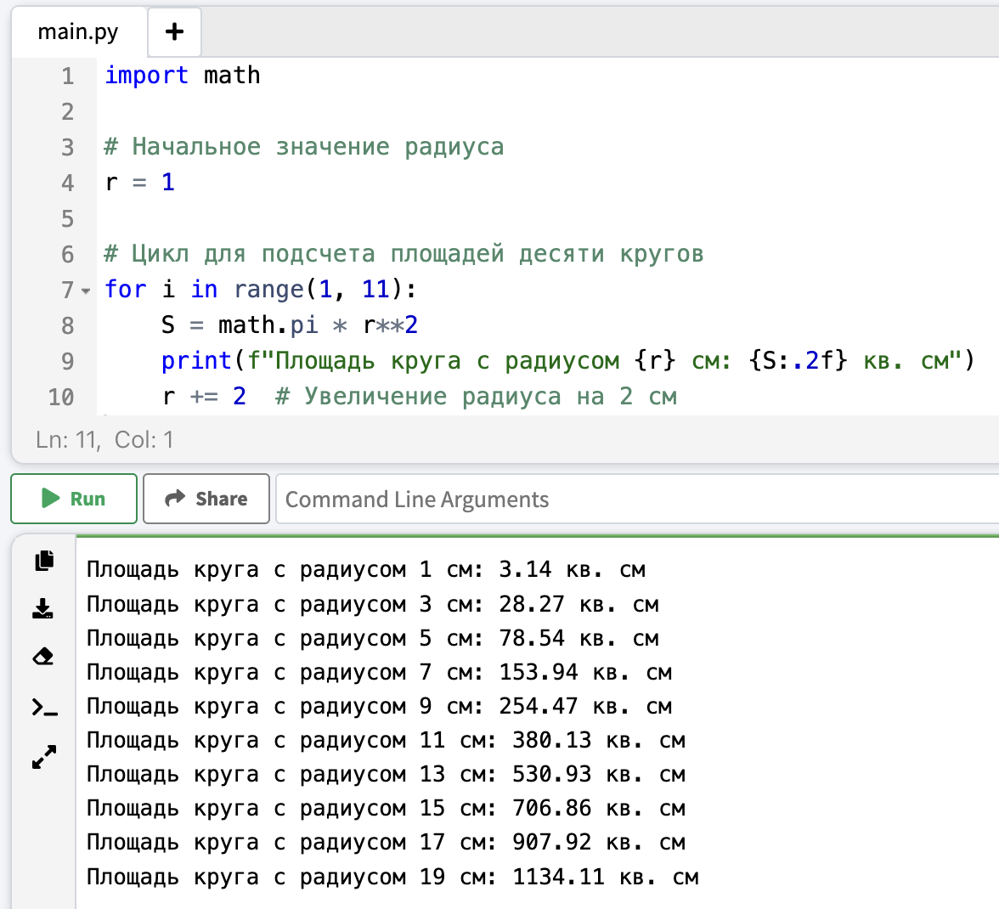 main.py +
1 import math
2
3 # Начальное значение радиуса
4 r = 1
5
6 # Цикл для подсчета площадей десяти кругов
7 for i in range(1, 11):
8     S = math.pi * r**2
9     print(f"Площадь круга с радиусом {r} см: {S:.2f} кв. см")
10     r += 2  # Увеличение радиуса на 2 см
Ln: 11, Col: 1
Run Share Command Line Arguments
Площадь круга с радиусом 1 см: 3.14 кв. см
Площадь круга с радиусом 3 см: 28.27 кв. см
Площадь круга с радиусом 5 см: 78.54 кв. см
Площадь круга с радиусом 7 см: 153.94 кв. см
Площадь круга с радиусом 9 см: 254.47 кв. см
Площадь круга с радиусом 11 см: 380.13 кв. см
Площадь круга с радиусом 13 см: 530.93 кв. см
Площадь круга с радиусом 15 см: 706.86 кв. см
Площадь круга с радиусом 17 см: 907.92 кв. см
Площадь круга с радиусом 19 см: 1134.11 кв. см